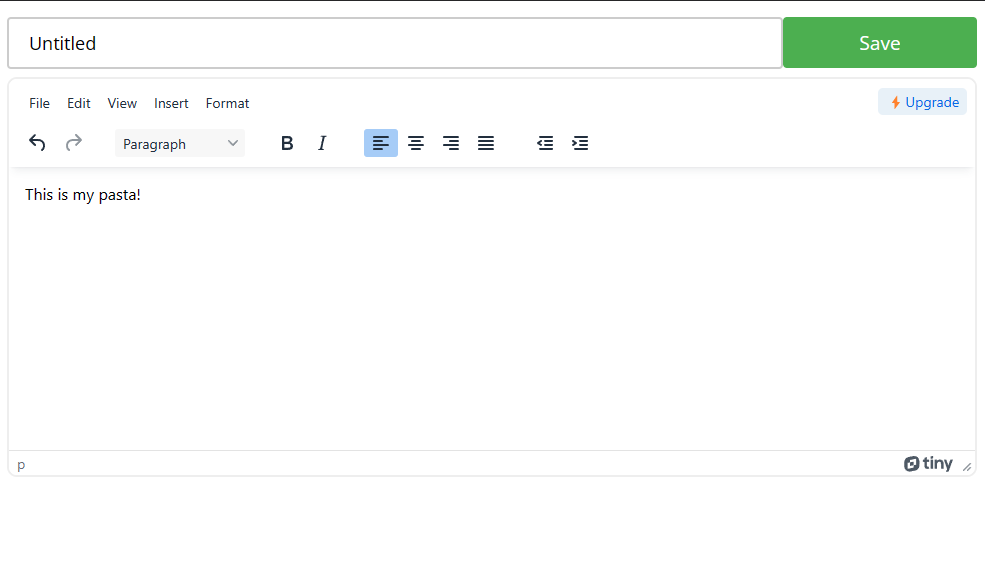 Untitled Save
File Edit View Insert Format Upgrade
Paragraph B I
This is my pasta!
p tiny